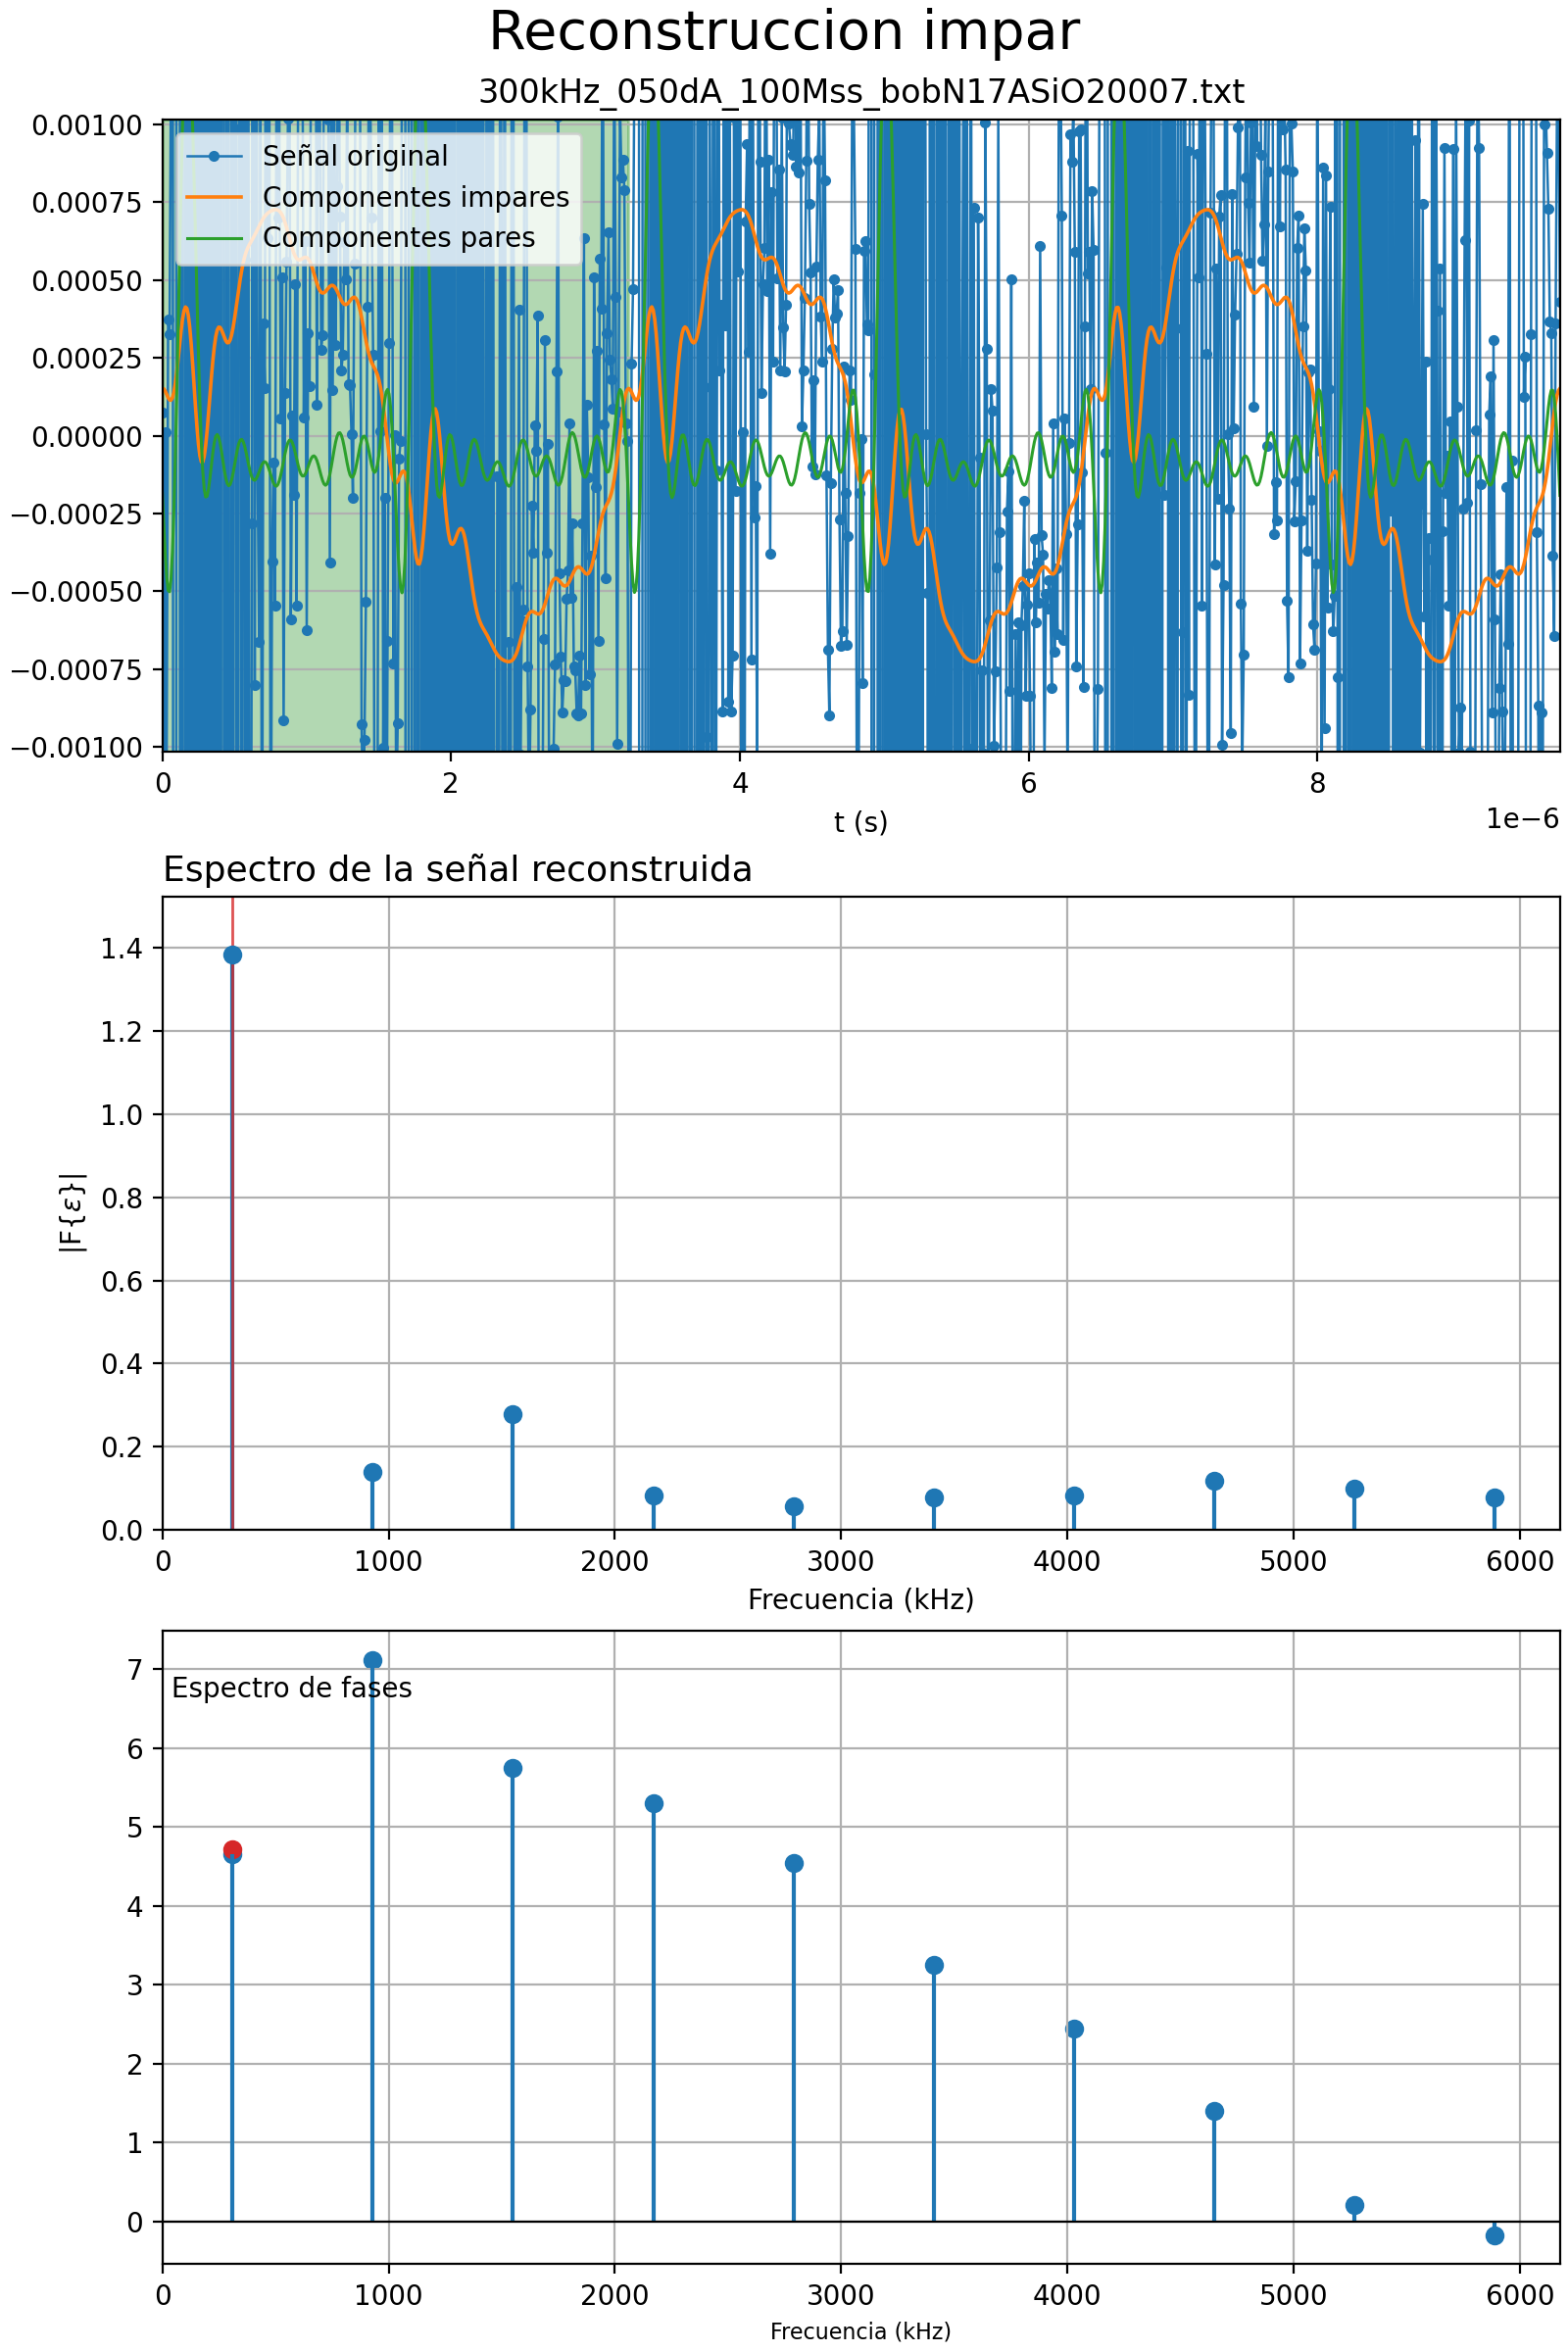 Reconstruccion impar
300kHz_050dA_100Mss_bobN17ASiO20007.txt
0.00100
0.00075
0.00050
0.00025
0.00000
−0.00025
−0.00050
−0.00075
−0.00100
Señal original
Componentes impares
Componentes pares
0 2 4 6 8
t (s)
1e−6
Espectro de la señal reconstruida
1.4
1.2
1.0
0.8
0.6
0.4
0.2
0.0
|F{ε}|
0 1000 2000 3000 4000 5000 6000
Frecuencia (kHz)
7
6
5
4
3
2
1
0
Espectro de fases
0 1000 2000 3000 4000 5000 6000
Frecuencia (kHz)